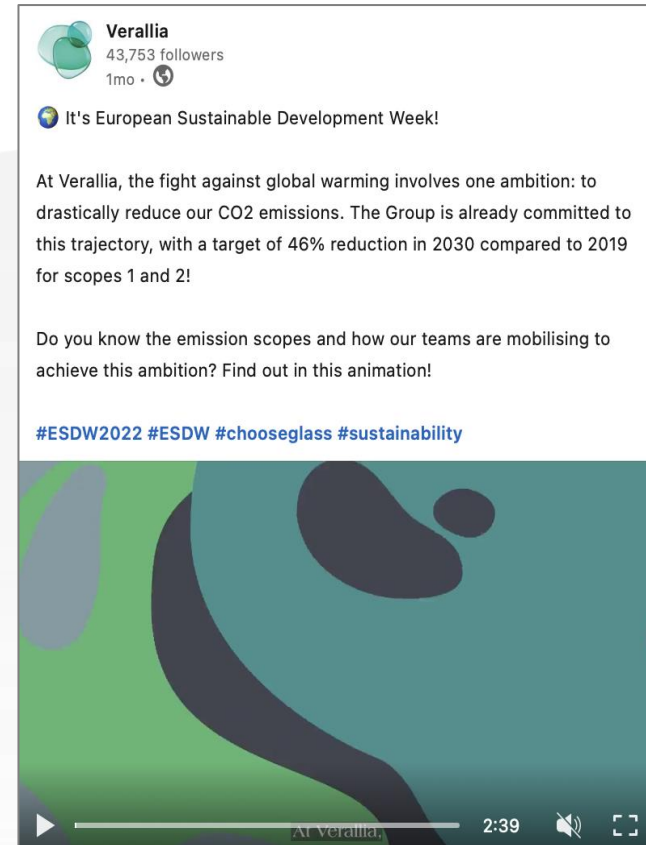 Verallia
43,753 followers
1mo •
It's European Sustainable Development Week!
At Verallia, the fight against global warming involves one ambition: to
drastically reduce our CO2 emissions. The Group is already committed to
this trajectory, with a target of 46% reduction in 2030 compared to 2019
for scopes 1 and 2!
Do you know the emission scopes and how our teams are mobilising to
achieve this ambition? Find out in this animation!
#ESDW2022 #ESDW #chooseglass #sustainability
At Verallia,
2:39